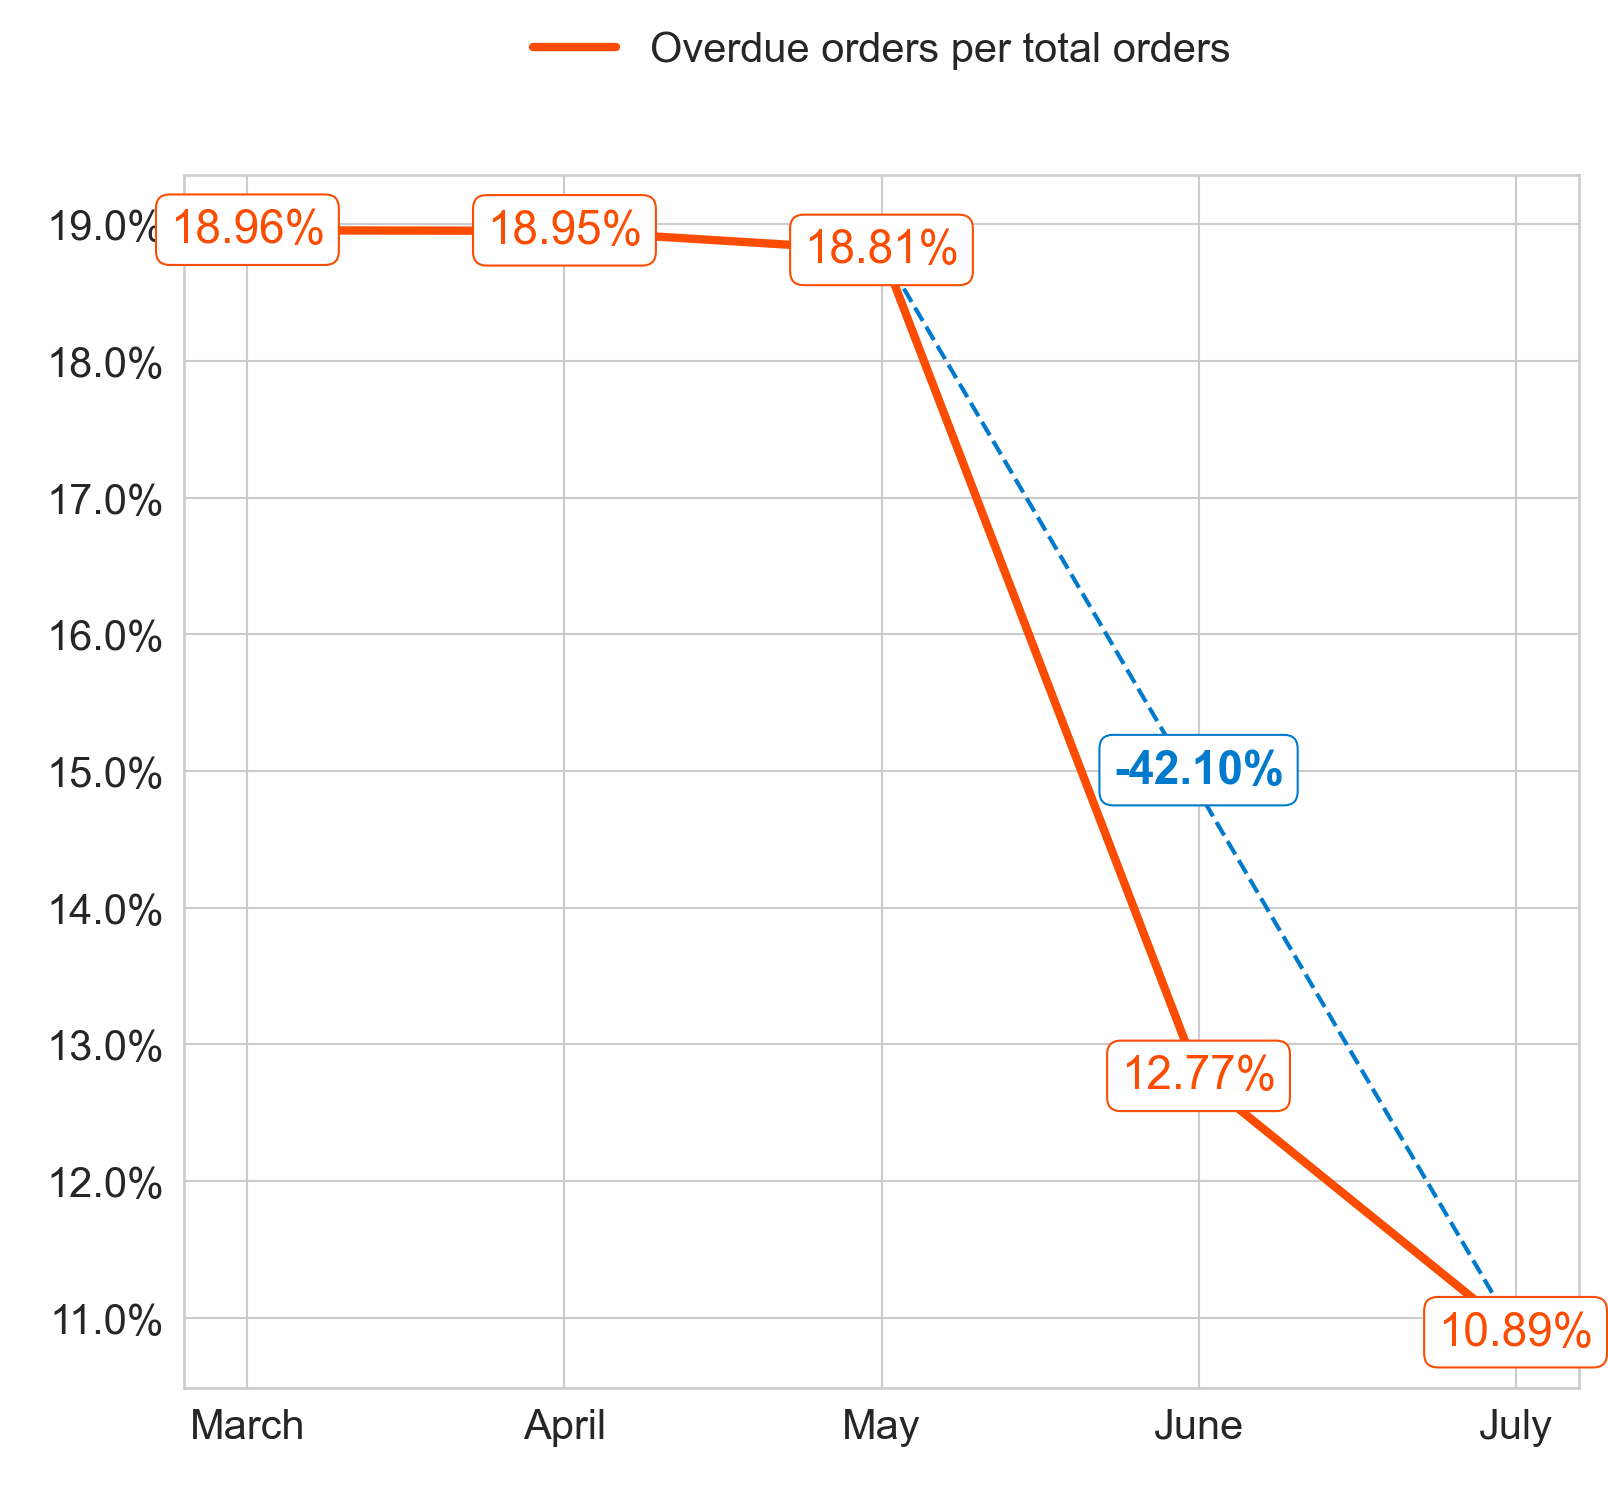 Overdue orders per total orders
19.0%
18.96%
18.95%
18.81%
18.0%
17.0%
16.0%
15.0%
-42.10%
14.0%
13.0%
12.77%
12.0%
11.0%
10.89%
March
April
May
June
July